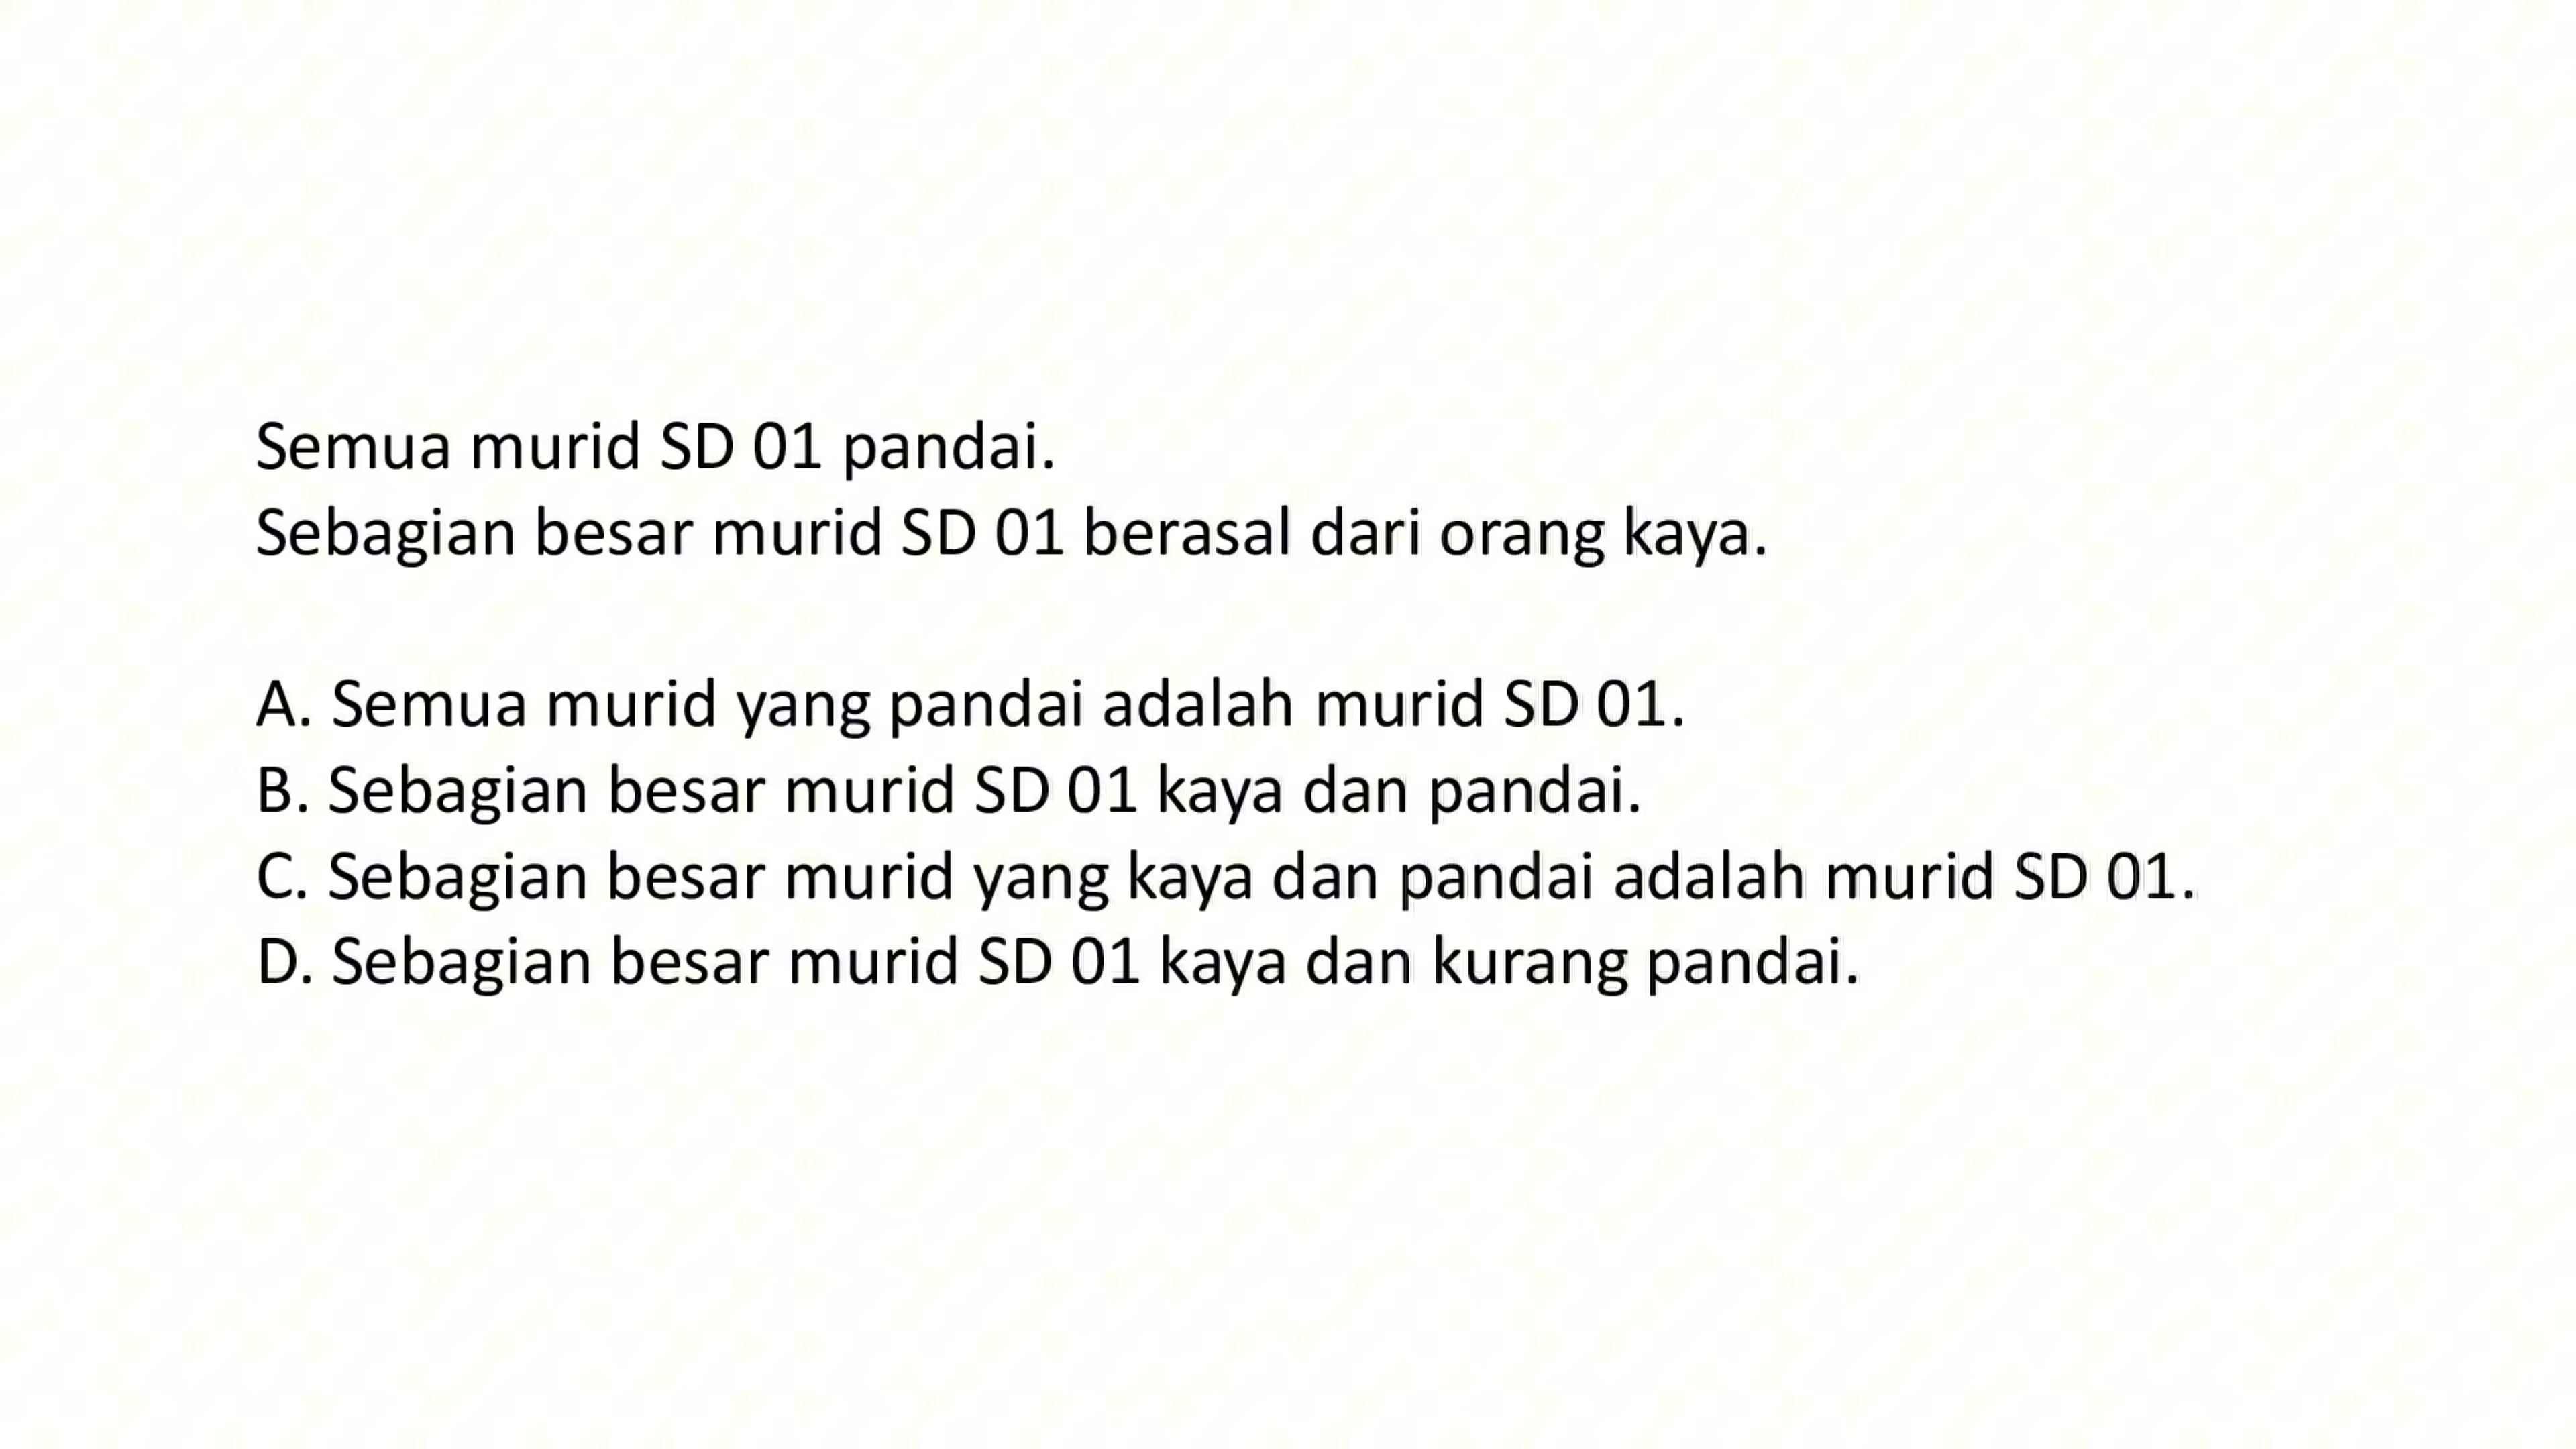 Semua murid SD 01 pandai.
Sebagian besar murid SD 01 berasal dari orang kaya.
A. Semua murid yang pandai adalah murid SD 01.
B. Sebagian besar murid SD 01 kaya dan pandai.
C. Sebagian besar murid yang kaya dan pandai adalah murid SD 01.
D. Sebagian besar murid SD 01 kaya dan kurang pandai.